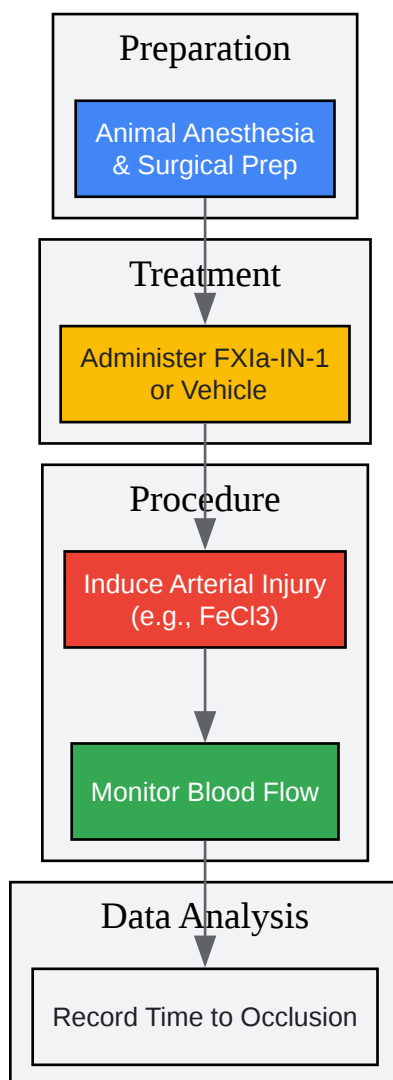 Preparation
Animal Anesthesia
& Surgical Prep
Treatment
Administer FXIa-IN-1
or Vehicle
Procedure
Induce Arterial Injury
(e.g., FeCl3)
Monitor Blood Flow
Data Analysis
Record Time to Occlusion